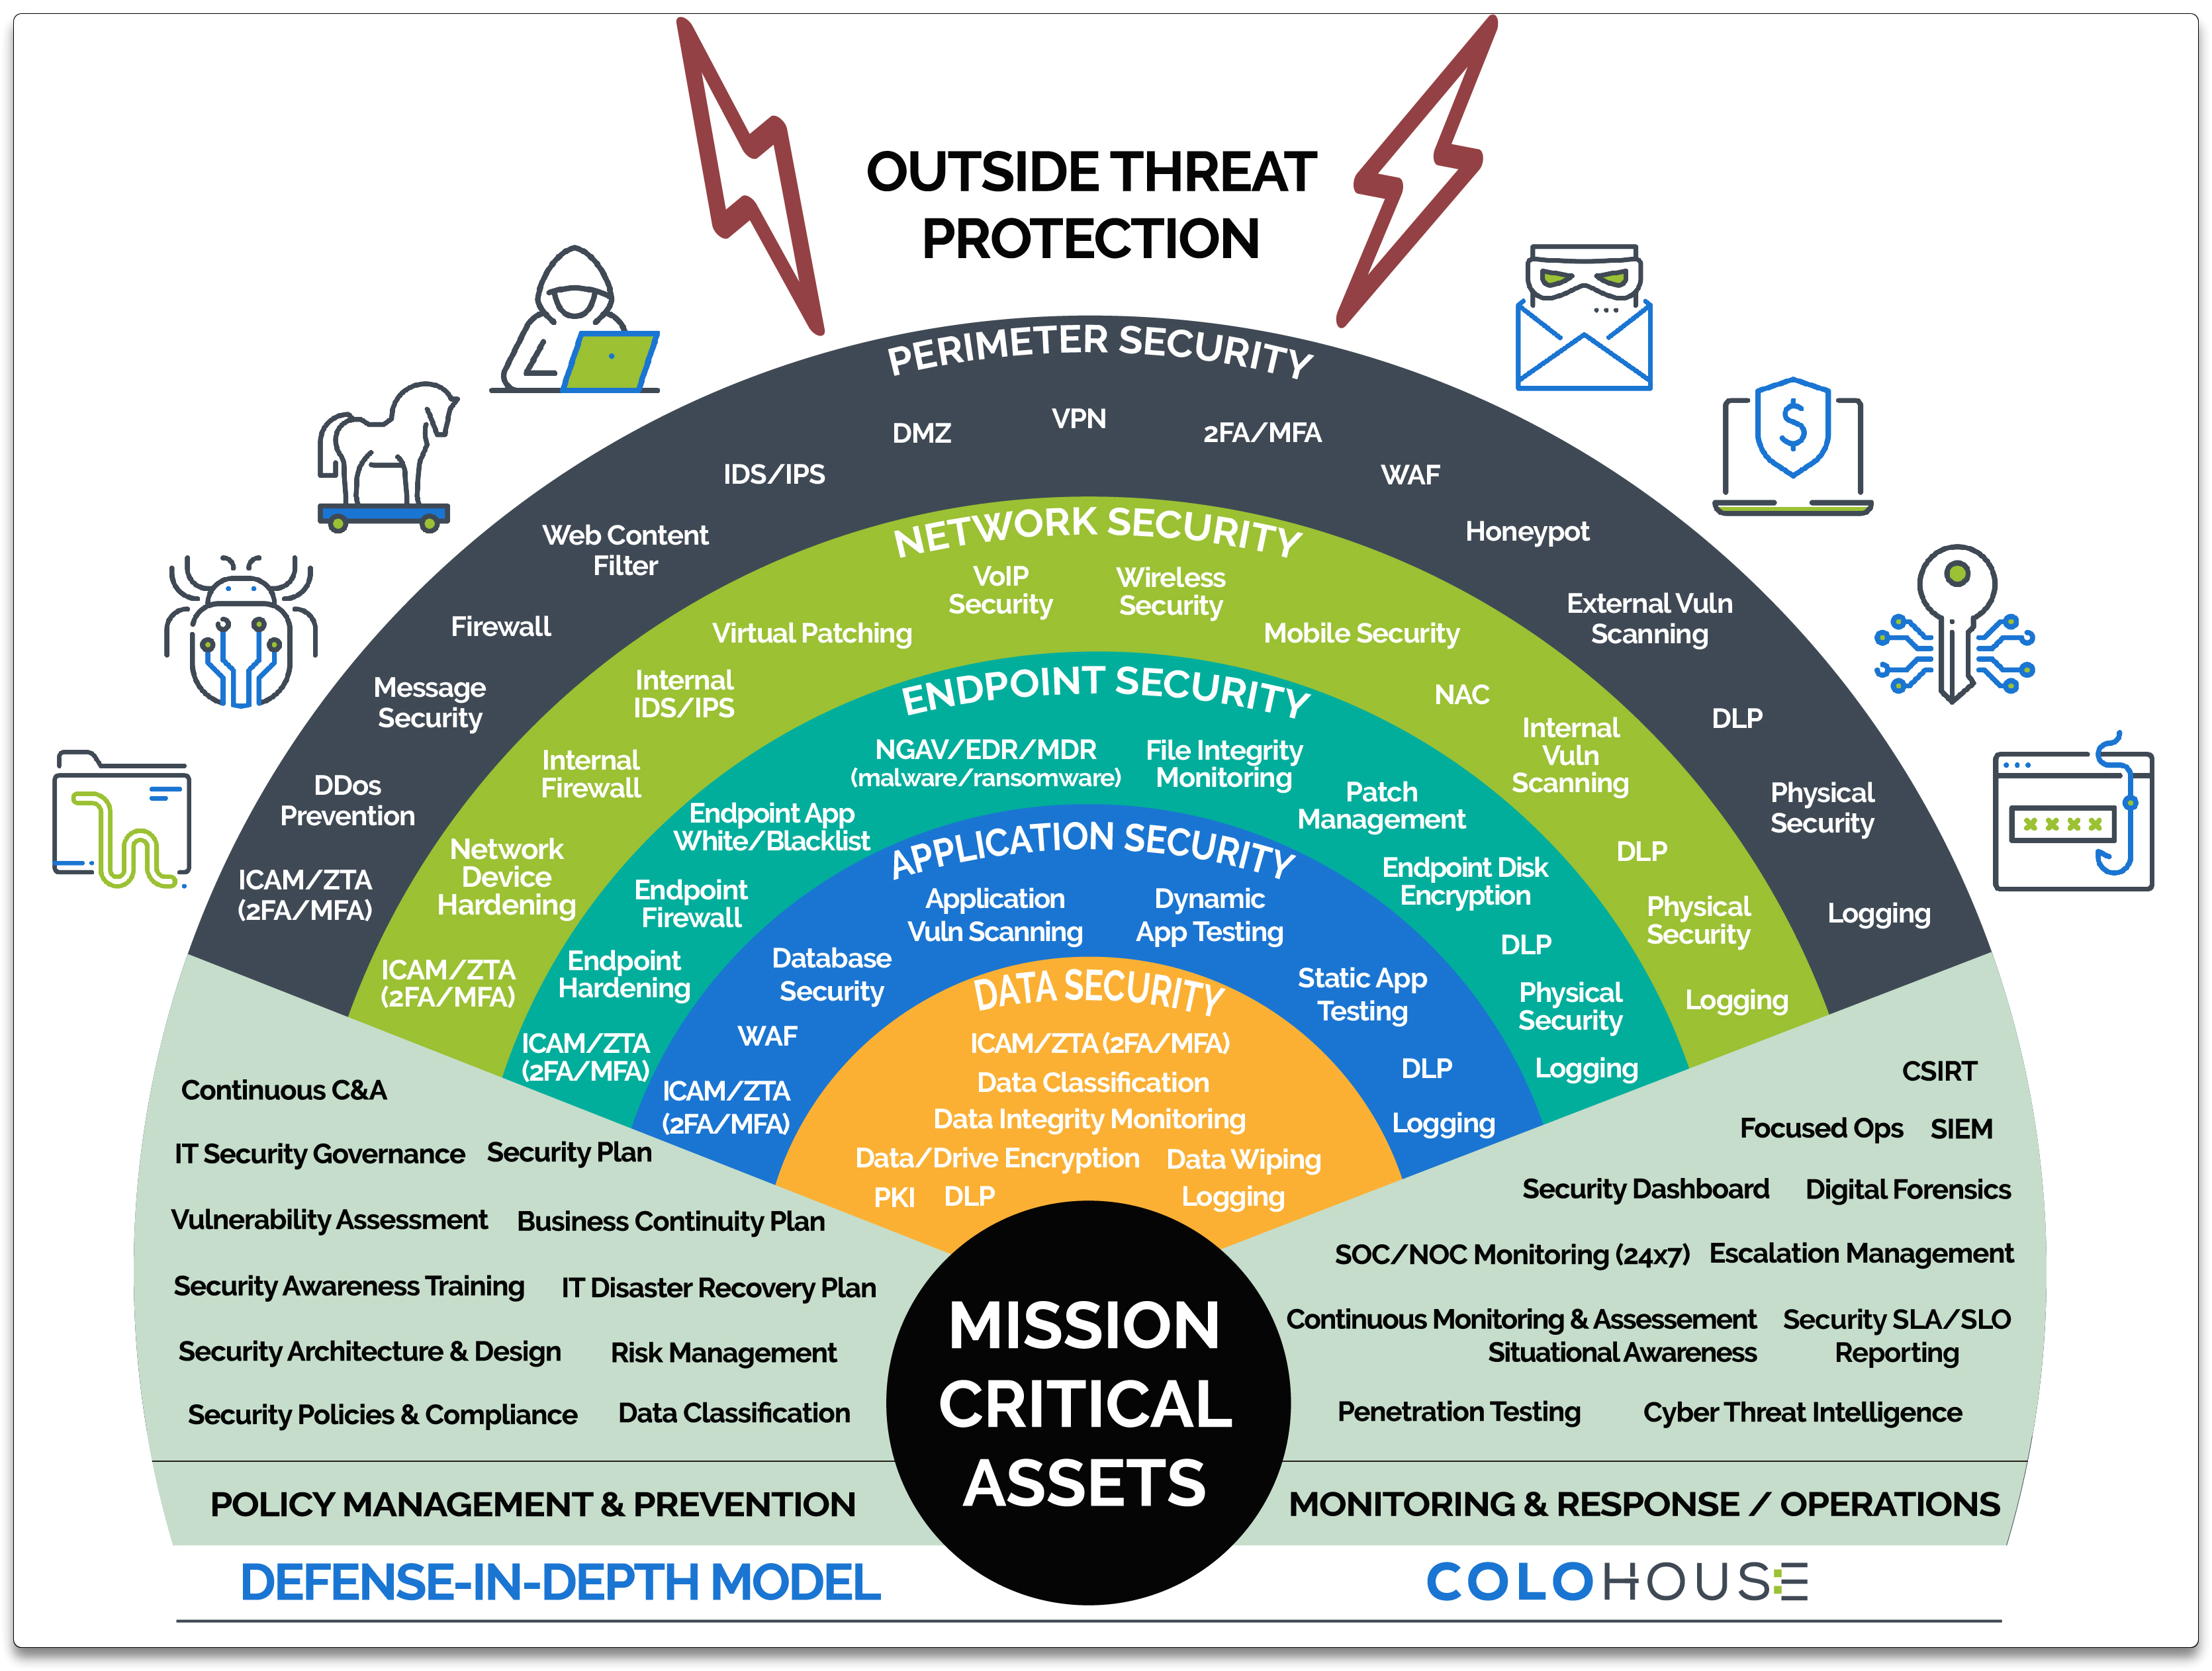 OUTSIDE THREAT
PROTECTION
PERIMETER SECURITY
ICAM/ZTA
(2FA/MFA)
DDos
Prevention
Message
Security
Firewall
Web Content
Filter
IDS/IPS
DMZ
VPN
2FA/MFA
WAF
Honeypot
External Vuln
Scanning
DLP
Physical
Security
Logging
NETWORK SECURITY
ICAM/ZTA
(2FA/MFA)
Network
Device
Hardening
Internal
Firewall
Internal
IDS/IPS
Virtual Patching
VoIP
Security
Wireless
Security
Mobile Security
NAC
Internal
Vuln
Scanning
DLP
Physical
Security
Logging
ENDPOINT SECURITY
ICAM/ZTA
(2FA/MFA)
Endpoint
Hardening
Endpoint
Firewall
Endpoint App
White/Blacklist
NGAV/EDR/MDR
(malware/ransomware)
File Integrity
Monitoring
Patch
Management
Endpoint Disk
Encryption
DLP
Physical
Security
Logging
APPLICATION SECURITY
ICAM/ZTA
(2FA/MFA)
WAF
Database
Security
Application
Vuln Scanning
Dynamic
App Testing
Static App
Testing
DLP
Logging
DATA SECURITY
ICAM/ZTA (2FA/MFA)
Data Classification
Data Integrity Monitoring
Data/Drive Encryption Data Wiping
PKI DLP Logging
MISSION
CRITICAL
ASSETS
Continuous C&A
IT Security Governance Security Plan
Vulnerability Assessment Business Continuity Plan
Security Awareness Training IT Disaster Recovery Plan
Security Architecture & Design Risk Management
Security Policies & Compliance Data Classification
POLICY MANAGEMENT & PREVENTION
CSIRT
Focused Ops SIEM
Security Dashboard Digital Forensics
SOC/NOC Monitoring (24x7) Escalation Management
Continuous Monitoring & Assessement Security SLA/SLO
Situational Awareness Reporting
Penetration Testing Cyber Threat Intelligence
MONITORING & RESPONSE / OPERATIONS
DEFENSE-IN-DEPTH MODEL
COLOHOUSE